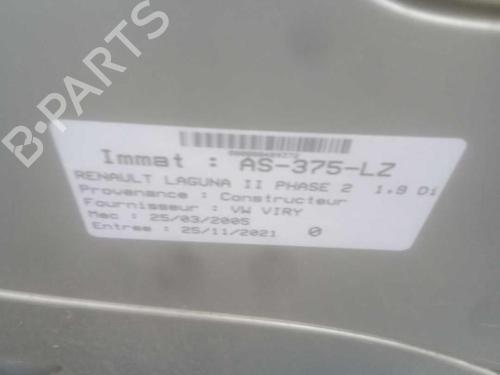 B-Parts
Immat : AS-375-LZ
RENAULT LAGUNA II PHASE 2 1.9 Di
Provenance : Constructeur
Fournisseur : VW VIRY
Mec : 25/03/2005
Entree : 25/11/2021 0